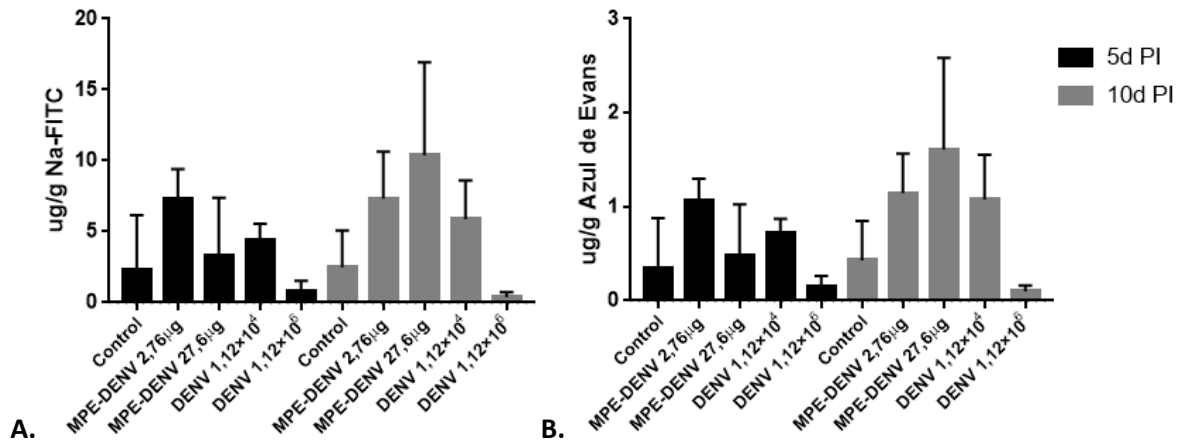 20
15
10
5
0
ug/g Na-FITC
Control
MPE-DENV 2,76µg
MPE-DENV 27,6µg
DENV 1,12×10⁴
DENV 1,12×10⁶
Control
MPE-DENV 2,76µg
MPE-DENV 27,6µg
DENV 1,12×10⁴
DENV 1,12×10⁶
A.
3
2
1
0
ug/g Azul de Evans
Control
MPE-DENV 2,76µg
MPE-DENV 27,6µg
DENV 1,12×10⁴
DENV 1,12×10⁶
Control
MPE-DENV 2,76µg
MPE-DENV 27,6µg
DENV 1,12×10⁴
DENV 1,12×10⁶
B.
5d PI
10d PI